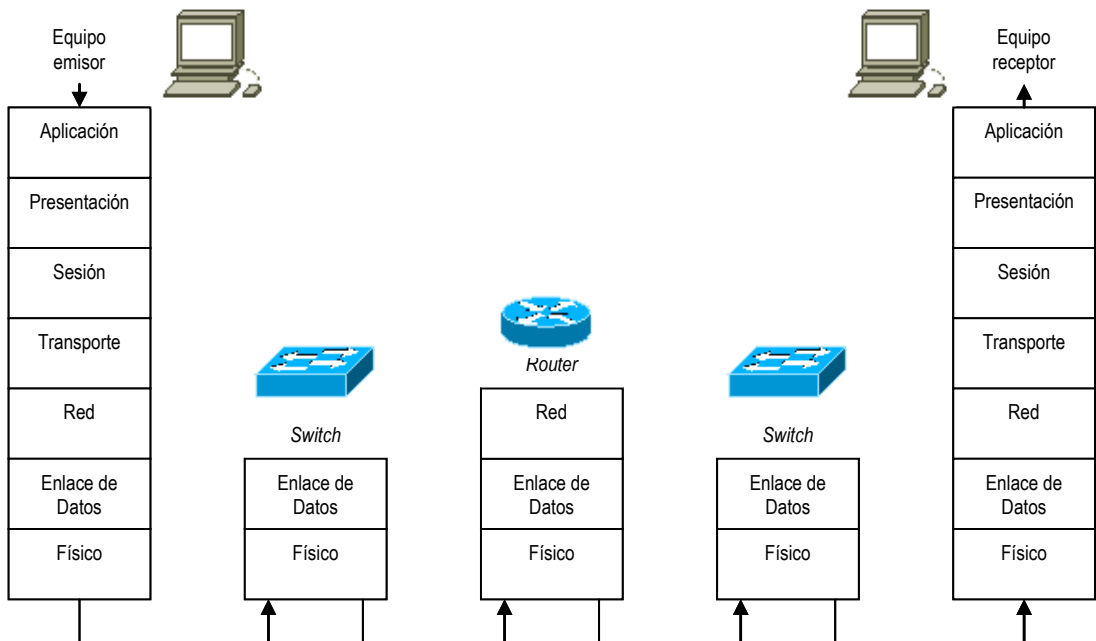 Equipo
emisor
Equipo
receptor
Aplicación
Presentación
Sesión
Transporte
Red
Enlace de
Datos
Físico
Switch
Enlace de
Datos
Físico
Router
Red
Enlace de
Datos
Físico
Switch
Enlace de
Datos
Físico
Aplicación
Presentación
Sesión
Transporte
Red
Enlace de
Datos
Físico